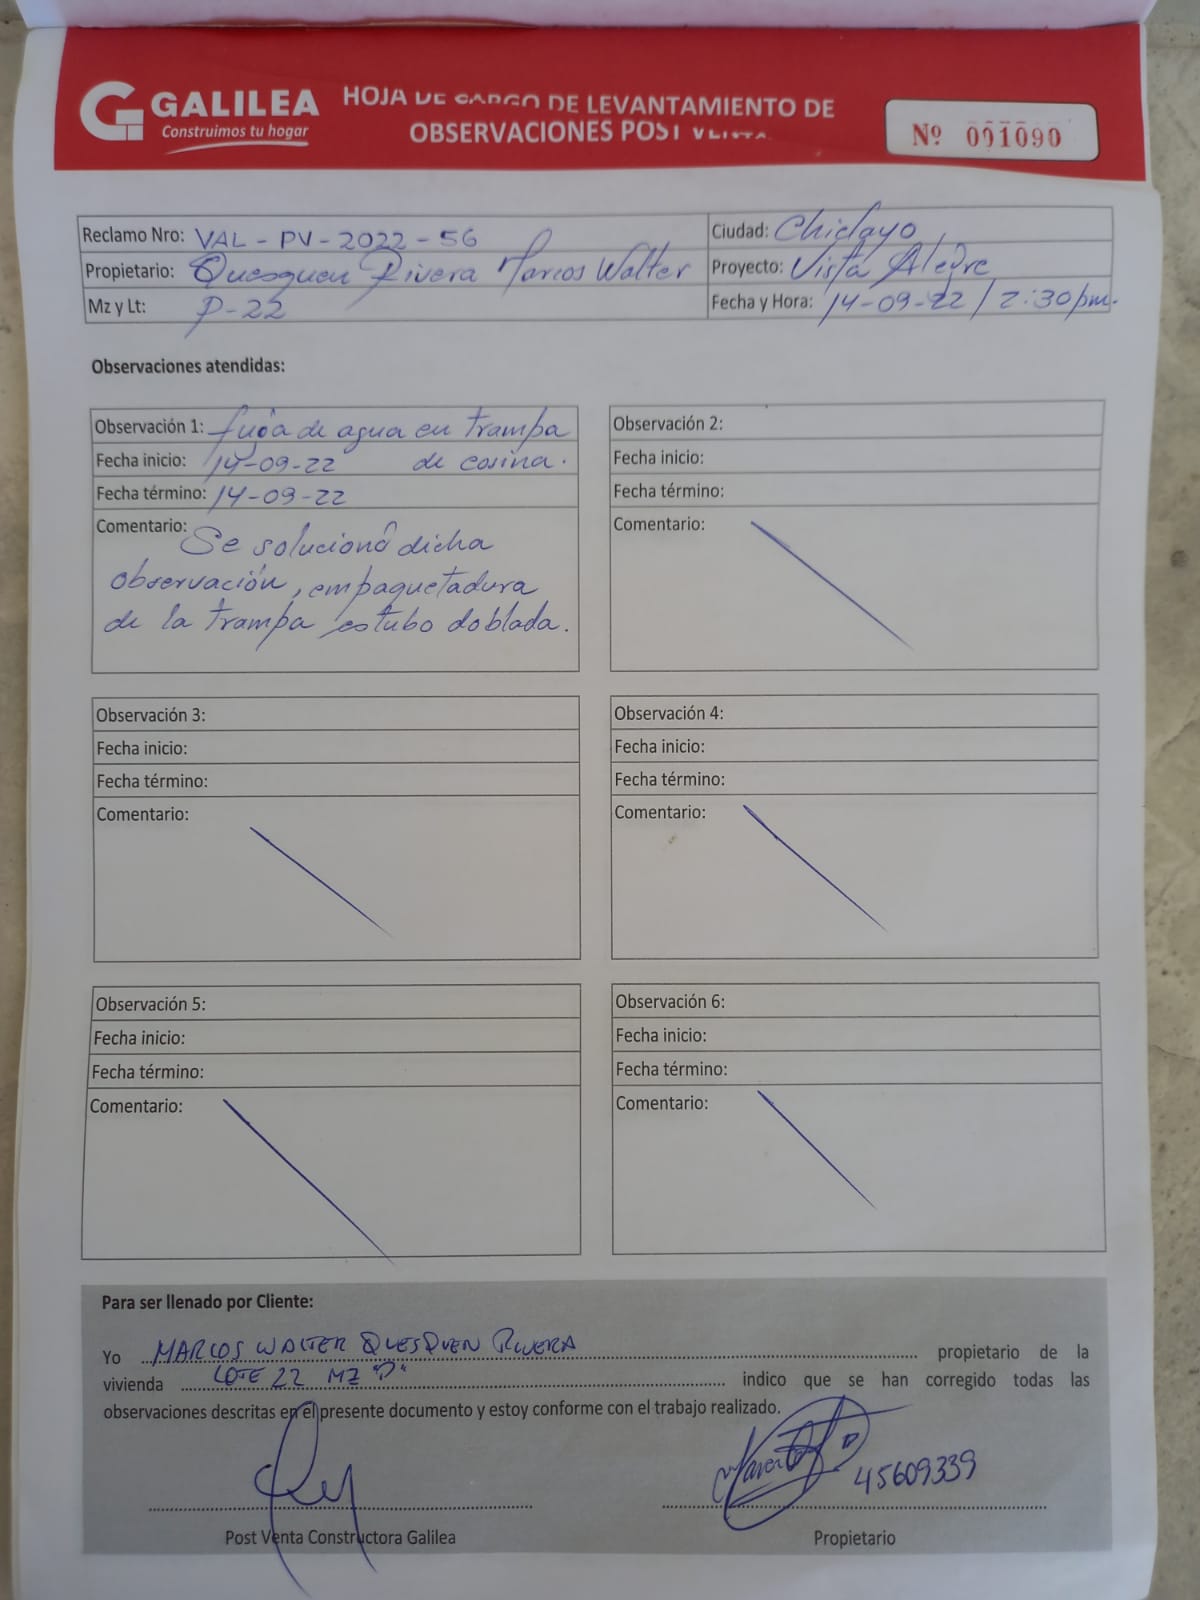 GALILEA
Construimos tu hogar
HOJA DE CARGO DE LEVANTAMIENTO DE
OBSERVACIONES POST VENTA
Nº 001090
Reclamo Nro: VAL-PV-2022-56
Ciudad: Chiclayo
Propietario: Quesquen Rivera Marcos Walter
Proyecto: Vista Alegre
Mz y Lt: P-22
Fecha y Hora: 14-09-22 / 2:30pm.
Observaciones atendidas:
Observación 1: fuga de agua en trampa
Fecha inicio: 14-09-22 de cosina.
Fecha término: 14-09-22
Comentario: Se solucionó dicha
observación, empaquetadura
de la trampa estubo doblada.
Observación 2:
Fecha inicio:
Fecha término:
Comentario:
Observación 3:
Fecha inicio:
Fecha término:
Comentario:
Observación 4:
Fecha inicio:
Fecha término:
Comentario:
Observación 5:
Fecha inicio:
Fecha término:
Comentario:
Observación 6:
Fecha inicio:
Fecha término:
Comentario:
Para ser llenado por Cliente:
Yo MARCOS WALTER QUESQUEN RIVERA propietario de la
vivienda LOTE 22 MZ "P" indico que se han corregido todas las
observaciones descritas en el presente documento y estoy conforme con el trabajo realizado.
45609339
Post Venta Constructora Galilea
Propietario